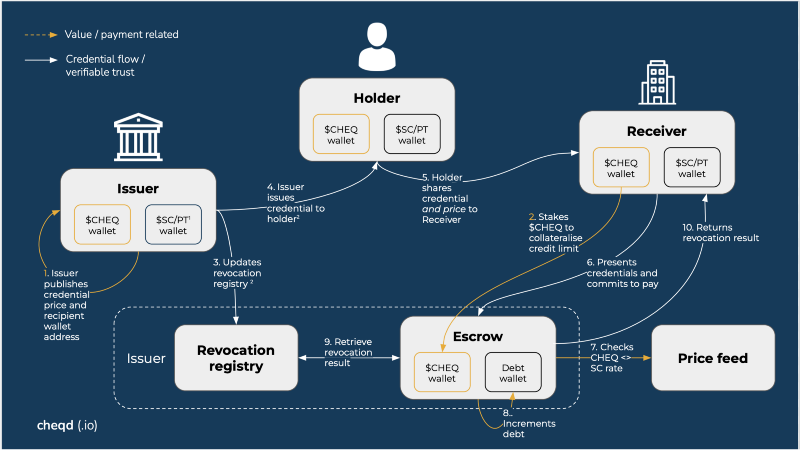 Value / payment related
Credential flow /
verifiable trust
Holder
$CHEQ
wallet
$SC/PT
wallet
Receiver
$CHEQ
wallet
$SC/PT
wallet
Issuer
$CHEQ
wallet
$SC/PT¹
wallet
4. Issuer
issues
credential to
holder²
5. Holder
shares
credential
and price to
Receiver
2. Stakes
$CHEQ to
collateralise
credit limit
10. Returns
revocation result
1. Issuer
publishes
credential
price and
recipient
wallet
address
3. Updates
revocation
registry ²
6. Presents
credentials and
commits to pay
Issuer
Revocation
registry
9. Retrieve
revocation
result
Escrow
$CHEQ
wallet
Debt
wallet
7. Checks
CHEQ <>
SC rate
Price feed
8..
Increments
debt
cheqd (.io)